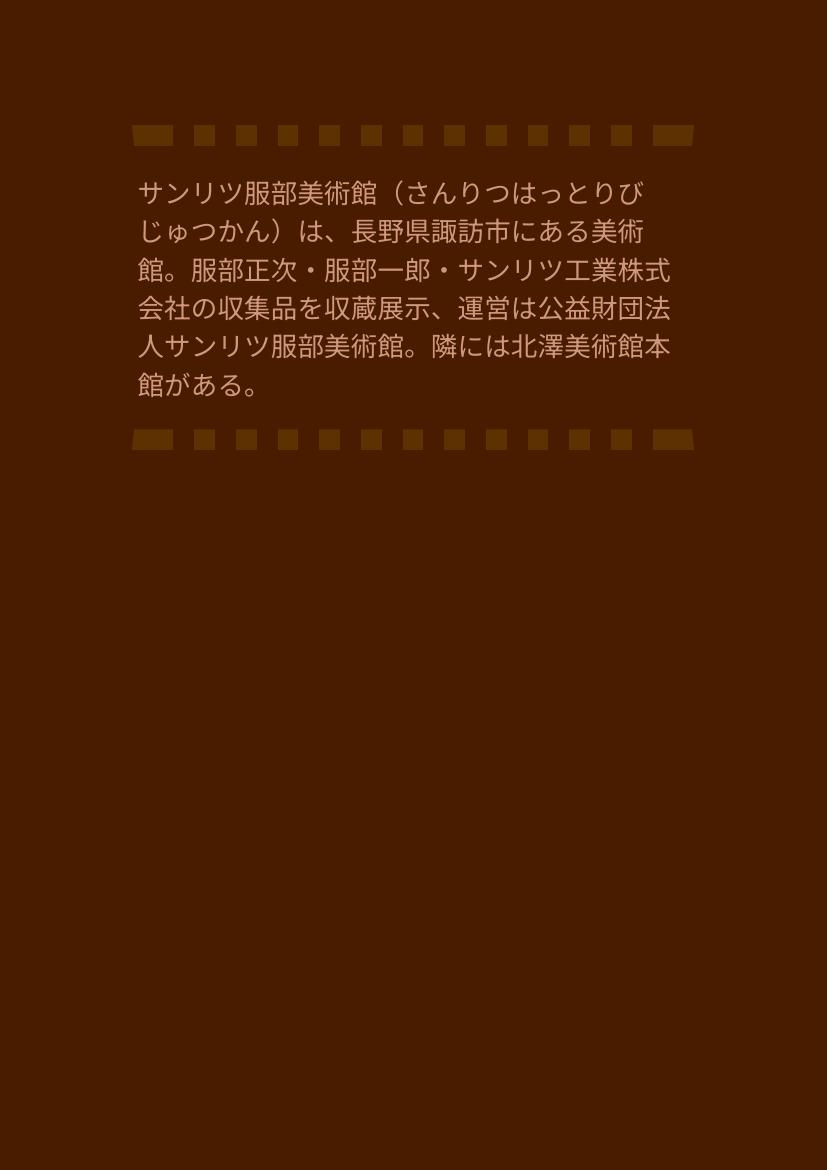 サンリツ服部美術館（さんりつはっとりび
じゅつかん）は、長野県諏訪市にある美術
館。服部正次・服部一郎・サンリツ工業株式
会社の収集品を収蔵展示、運営は公益財団法
人サンリツ服部美術館。隣には北澤美術館本
館がある。